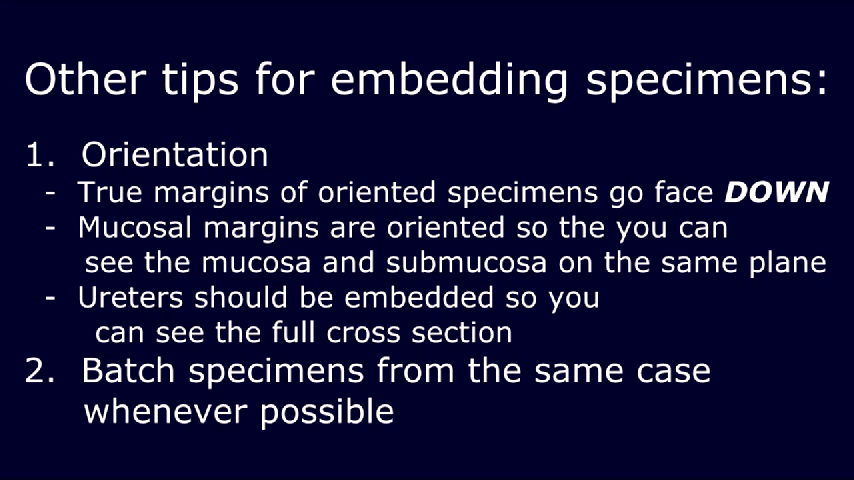 Other tips for embedding specimens:
1. Orientation
- True margins of oriented specimens go face DOWN
- Mucosal margins are oriented so the you can
see the mucosa and submucosa on the same plane
- Ureters should be embedded so you
can see the full cross section
2. Batch specimens from the same case
whenever possible